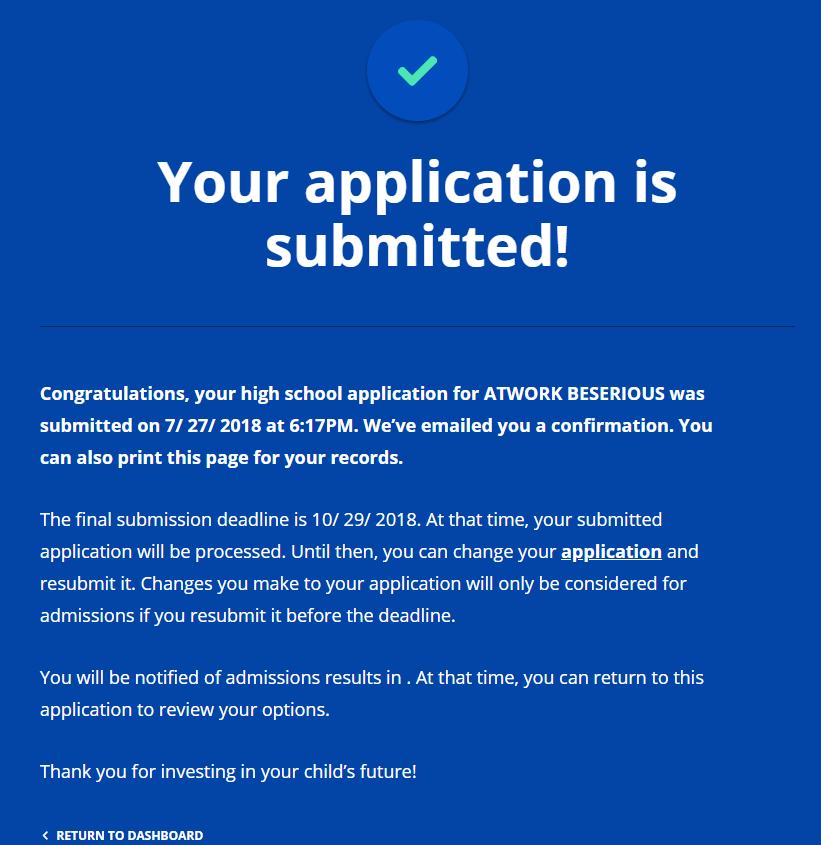 Your application is
submitted!
Congratulations, your high school application for ATWORK BESERIOUS was
submitted on 7/ 27/ 2018 at 6:17PM. We’ve emailed you a confirmation. You
can also print this page for your records.
The final submission deadline is 10/ 29/ 2018. At that time, your submitted
application will be processed. Until then, you can change your application and
resubmit it. Changes you make to your application will only be considered for
admissions if you resubmit it before the deadline.
You will be notified of admissions results in . At that time, you can return to this
application to review your options.
Thank you for investing in your child’s future!
RETURN TO DASHBOARD